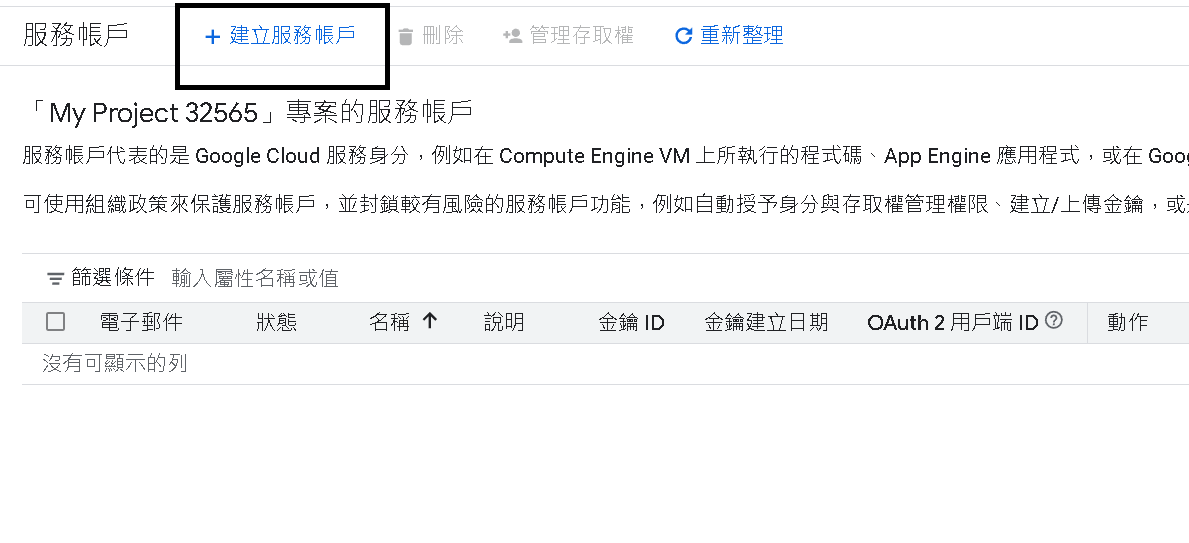 服務帳戶 + 建立服務帳戶 刪除 管理存取權 重新整理
「My Project 32565」專案的服務帳戶
服務帳戶代表的是 Google Cloud 服務身分，例如在 Compute Engine VM 上所執行的程式碼、App Engine 應用程式，或在
可使用組織政策來保護服務帳戶，並封鎖較有風險的服務帳戶功能，例如自動授予身分與存取權管理權限、建立/上傳金鑰，或
篩選條件 輸入屬性名稱或值
電子郵件 狀態 名稱 ↑ 說明 金鑰 ID 金鑰建立日期 OAuth 2 用戶端 ID 動作
沒有可顯示的列